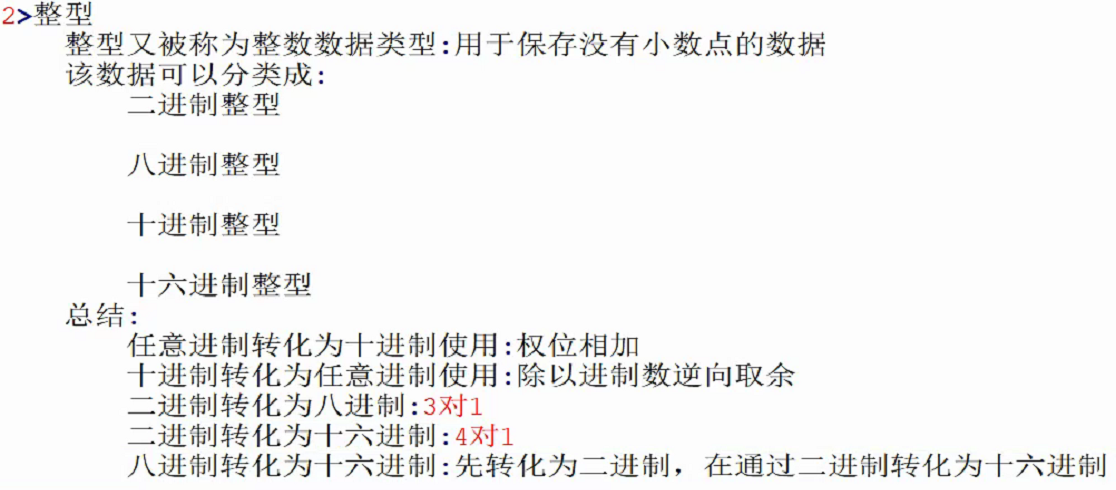 2>整型
整型又被称为整数数据类型:用于保存没有小数点的数据
该数据可以分类成:
二进制整型
八进制整型
十进制整型
十六进制整型
总结:
任意进制转化为十进制使用:权位相加
十进制转化为任意进制使用:除以进制数逆向取余
二进制转化为八进制:3对1
二进制转化为十六进制:4对1
八进制转化为十六进制:先转化为二进制，在通过二进制转化为十六进制